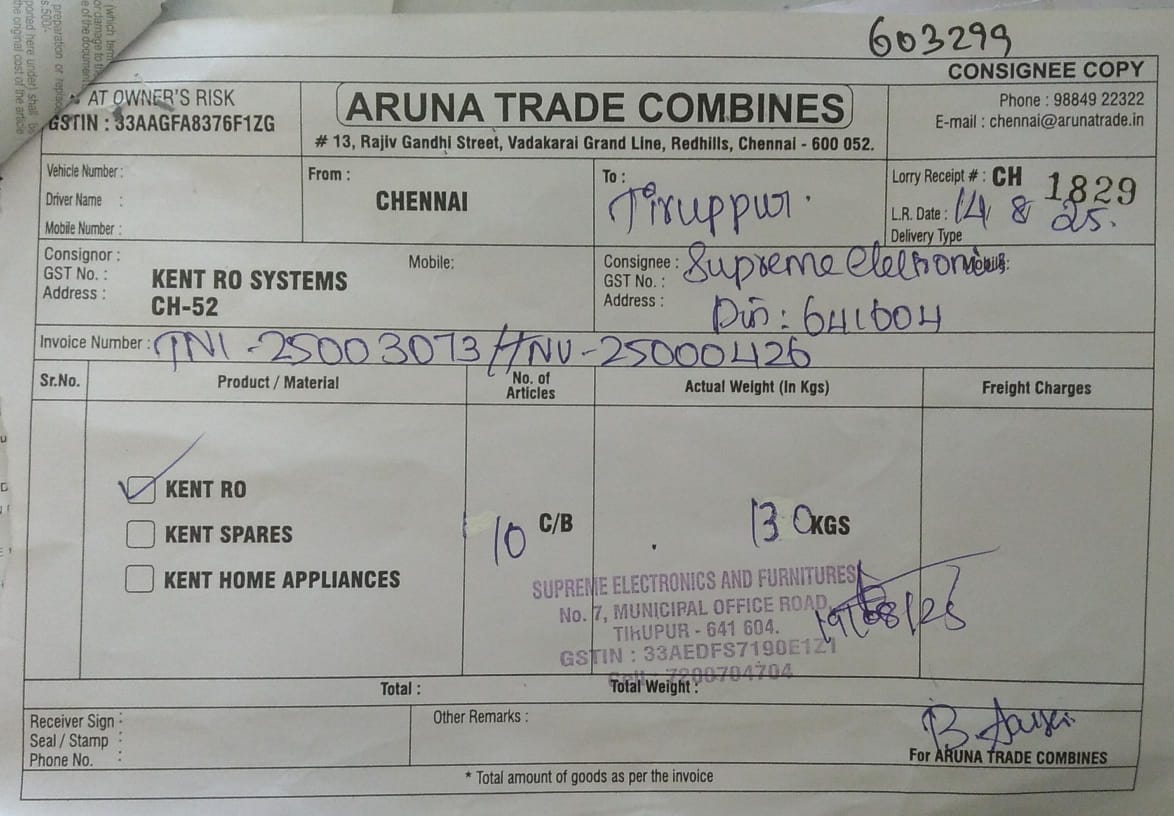 603299
CONSIGNEE COPY
AT OWNER'S RISK
GSTIN : 33AAGFA8376F1ZG
ARUNA TRADE COMBINES
# 13, Rajiv Gandhi Street, Vadakarai Grand Line, Redhills, Chennai - 600 052.
Phone : 98849 22322
E-mail : chennai@arunatrade.in
Vehicle Number :
Driver Name :
Mobile Number :
From :
CHENNAI
To :
Tiruppur.
Lorry Receipt # : CH 1829
L.R. Date : 14 8 25.
Delivery Type
Consignor :
GST No. :
Address :
Mobile:
KENT RO SYSTEMS
CH-52
Consignee : Supreme Mobile:
GST No. :
Address : Pin : 641604
Invoice Number : TNI-25003073/TNU-25000426
Sr.No. Product / Material No. of Articles Actual Weight (In Kgs) Freight Charges
KENT RO
KENT SPARES
KENT HOME APPLIANCES
10 C/B
130 KGS
SUPREME ELECTRONICS AND FURNITURES
No. 7, MUNICIPAL OFFICE ROAD,
TIRUPUR - 641 604.
GSTIN : 33AEDFS7190E1Z1
Cell : 7200704704
19/08/25
Total : Total Weight :
Receiver Sign :
Seal / Stamp :
Phone No. :
Other Remarks :
For ARUNA TRADE COMBINES
* Total amount of goods as per the invoice